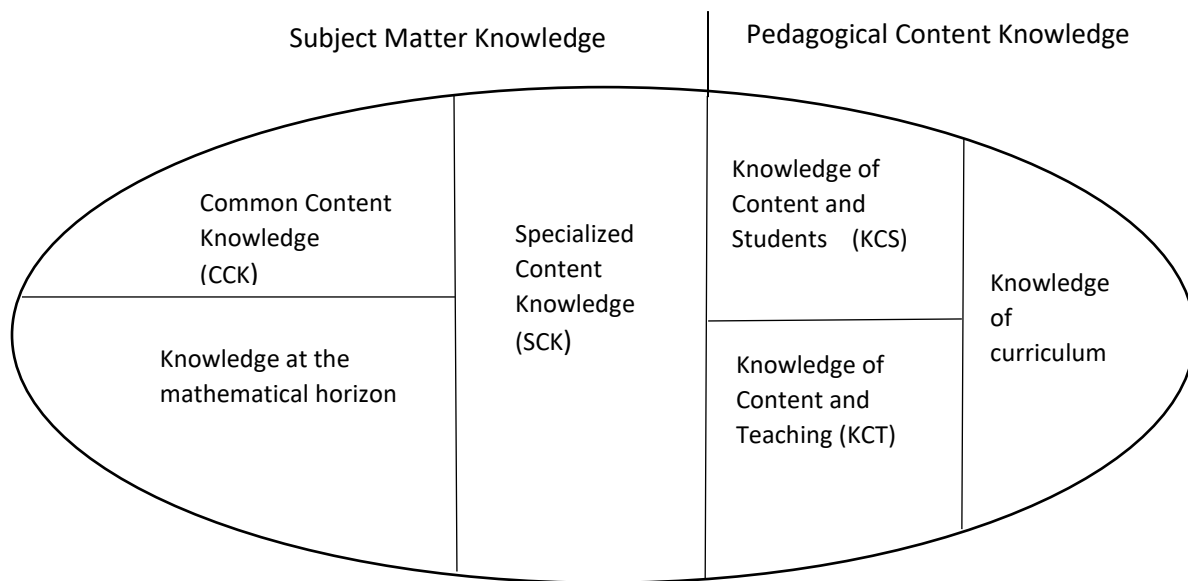 Subject Matter Knowledge
Pedagogical Content Knowledge
Common Content
Knowledge
(CCK)
Knowledge at the
mathematical horizon
Specialized
Content
Knowledge
(SCK)
Knowledge of
Content and
Students (KCS)
Knowledge of
Content and
Teaching (KCT)
Knowledge
of
curriculum